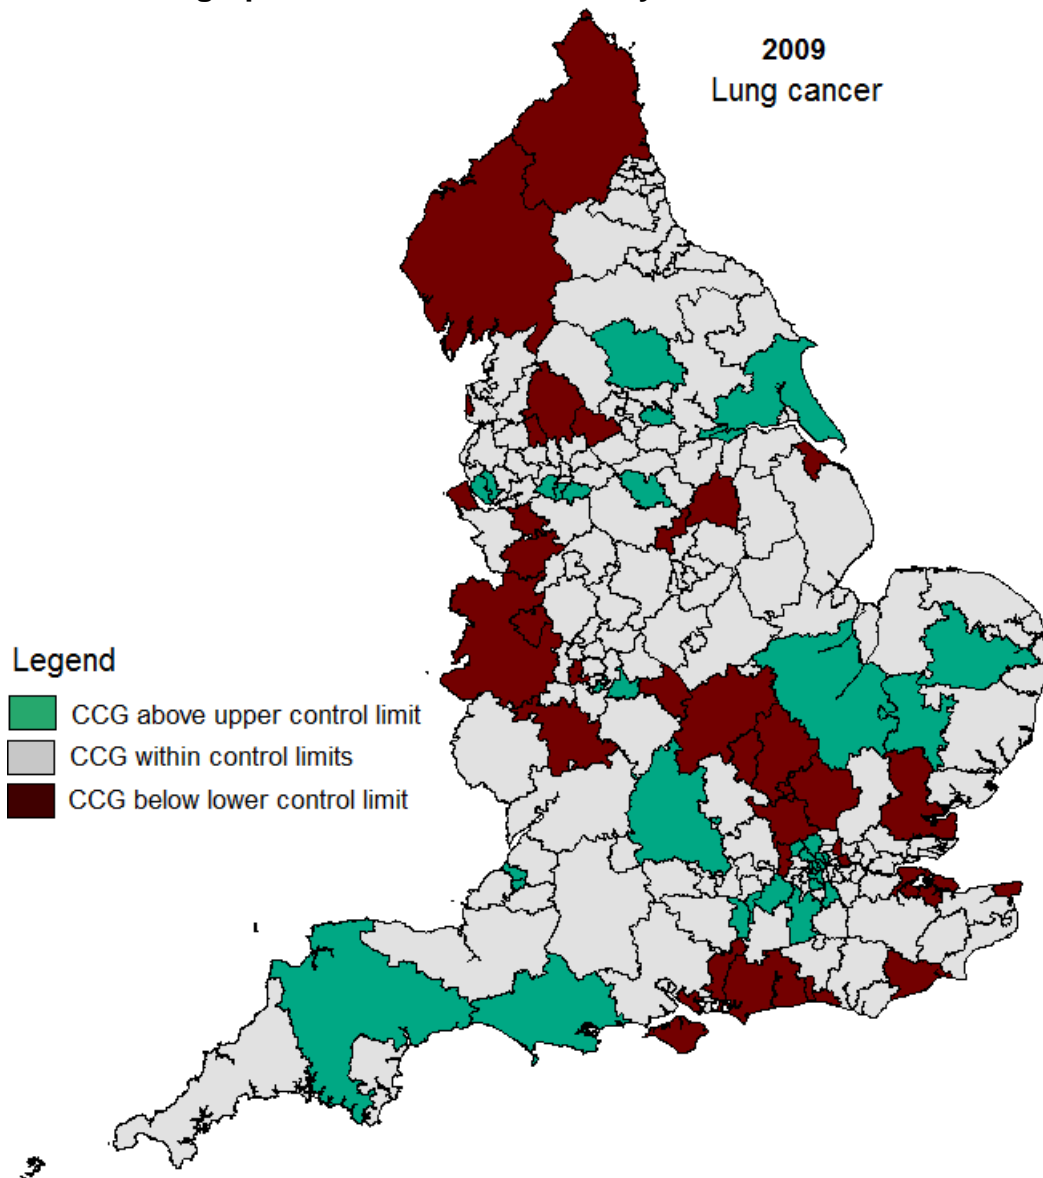 2009
Lung cancer
Legend
CCG above upper control limit
CCG within control limits
CCG below lower control limit